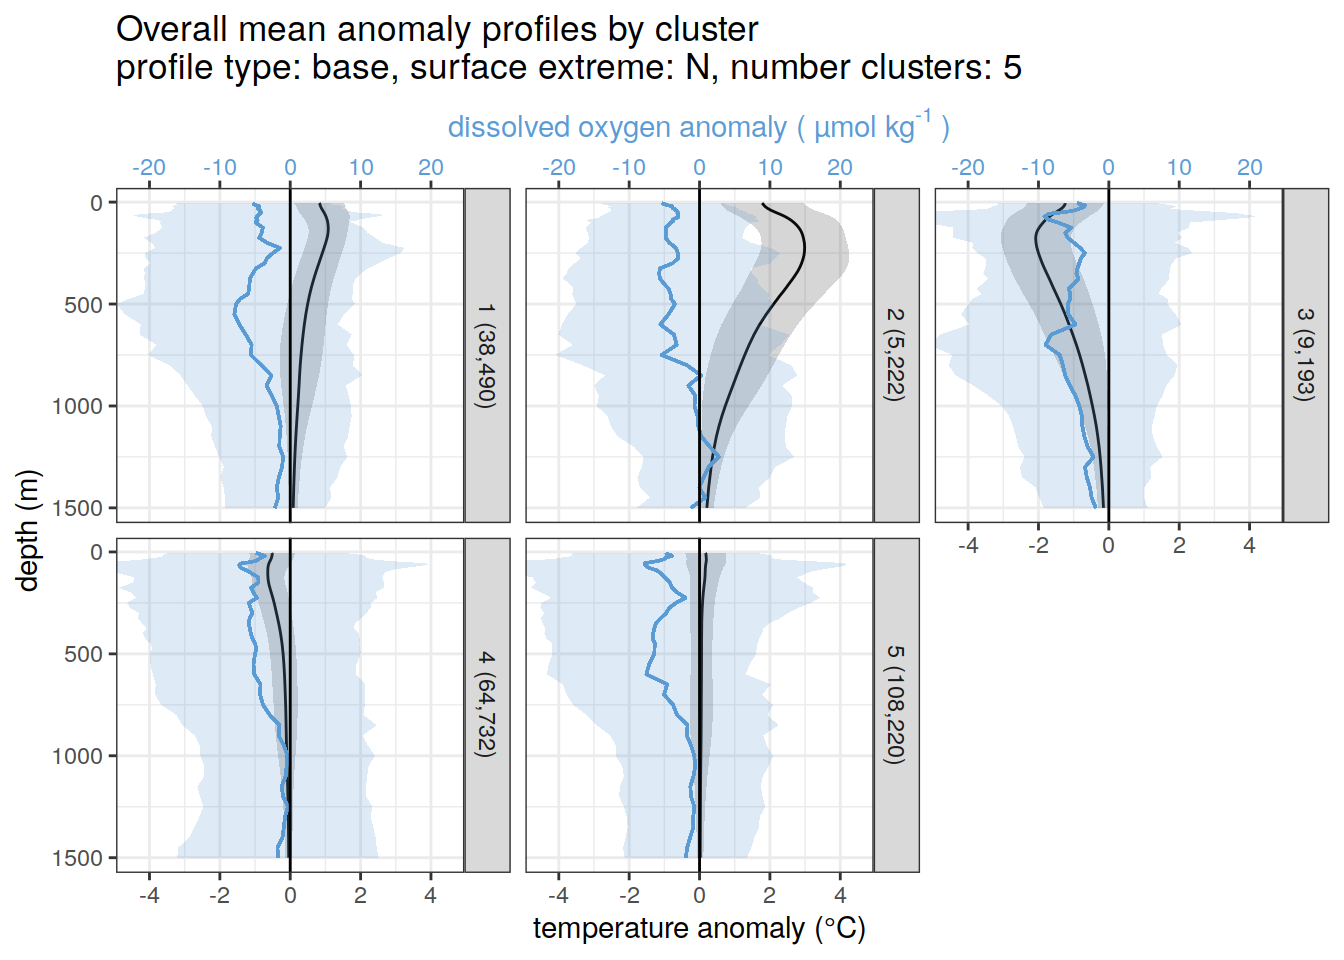 Overall mean anomaly profiles by cluster
profile type: base, surface extreme: N, number clusters: 5
dissolved oxygen anomaly ( µmol kg-1 )
-20 -10 0 10 20 -20 -10 0 10 20 -20 -10 0 10 20
0
500
1000
1500
1 (38,490)
2 (5,222)
3 (9,193)
-4 -2 0 2 4
depth (m)
0
500
1000
1500
4 (64,732)
5 (108,220)
-4 -2 0 2 4 -4 -2 0 2 4
temperature anomaly (°C)